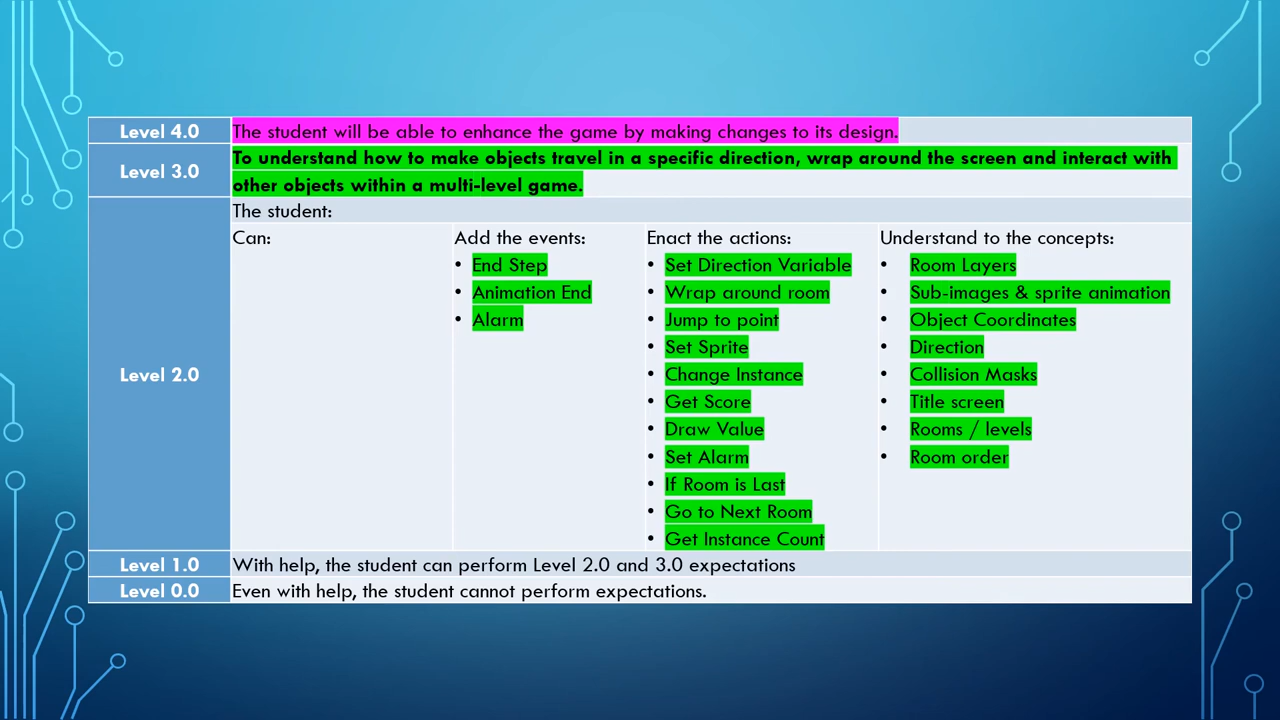 Level 4.0
The student will be able to enhance the game by making changes to its design.
Level 3.0
To understand how to make objects travel in a specific direction, wrap around the screen and interact with
other objects within a multi-level game.
Level 2.0
The student:
Can:
Add the events:
• End Step
• Animation End
• Alarm
Enact the actions:
• Set Direction Variable
• Wrap around room
• Jump to point
• Set Sprite
• Change Instance
• Get Score
• Draw Value
• Set Alarm
• If Room is Last
• Go to Next Room
• Get Instance Count
Understand to the concepts:
• Room Layers
• Sub-images & sprite animation
• Object Coordinates
• Direction
• Collision Masks
• Title screen
• Rooms / levels
• Room order
Level 1.0
With help, the student can perform Level 2.0 and 3.0 expectations
Level 0.0
Even with help, the student cannot perform expectations.